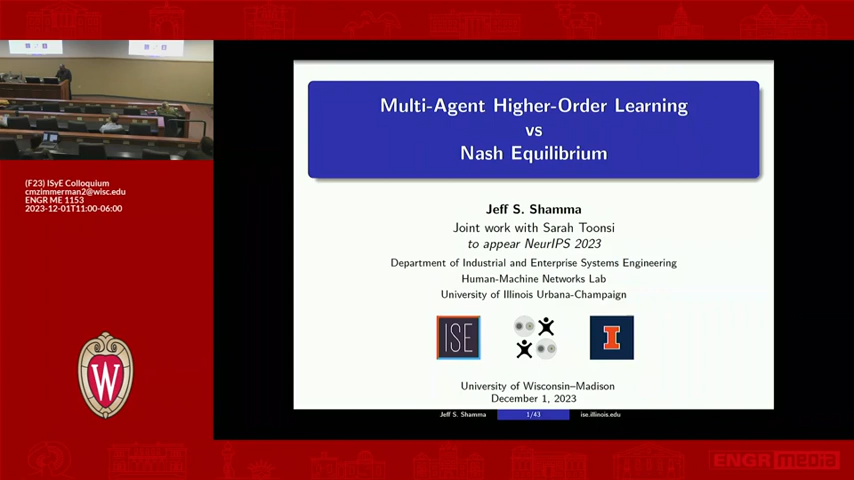 Multi-Agent Higher-Order Learning
vs
Nash Equilibrium
Jeff S. Shamma
Joint work with Sarah Toonsi
to appear NeurIPS 2023
Department of Industrial and Enterprise Systems Engineering
Human-Machine Networks Lab
University of Illinois Urbana-Champaign
ISE
I
University of Wisconsin–Madison
December 1, 2023
Jeff S. Shamma 1/43 ise.illinois.edu
(F23) ISyE Colloquium
cmzimmerman2@wisc.edu
ENGR ME 1153
2023-12-01T11:00-06:00
W
ENGR media